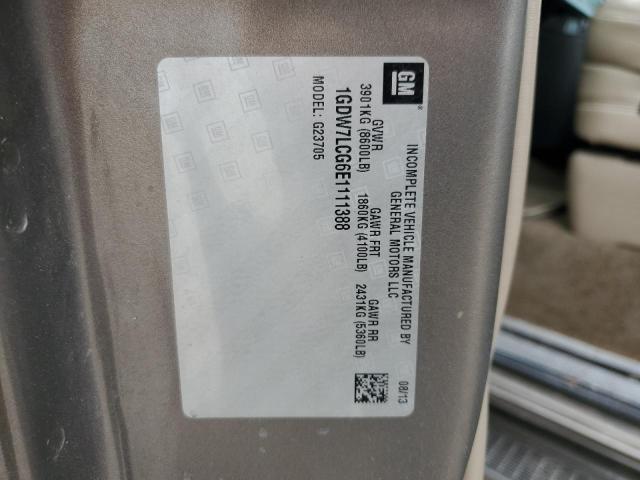 GM
INCOMPLETE VEHICLE MANUFACTURED BY
GENERAL MOTORS LLC
08/13
GVWR GAWR FRT GAWR RR
3901KG (8600LB) 1860KG (4100LB) 2431KG (5360LB)
1GDW7LCG6E1111388
MODEL: G23705